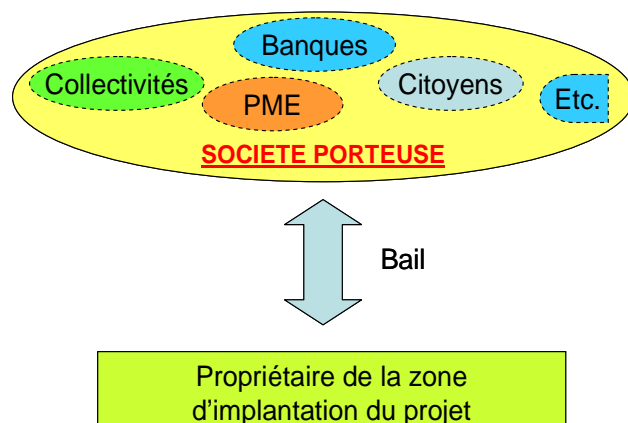 Banques
Collectivités
Citoyens
PME
Etc.
SOCIETE PORTEUSE
Bail
Propriétaire de la zone
d'implantation du projet